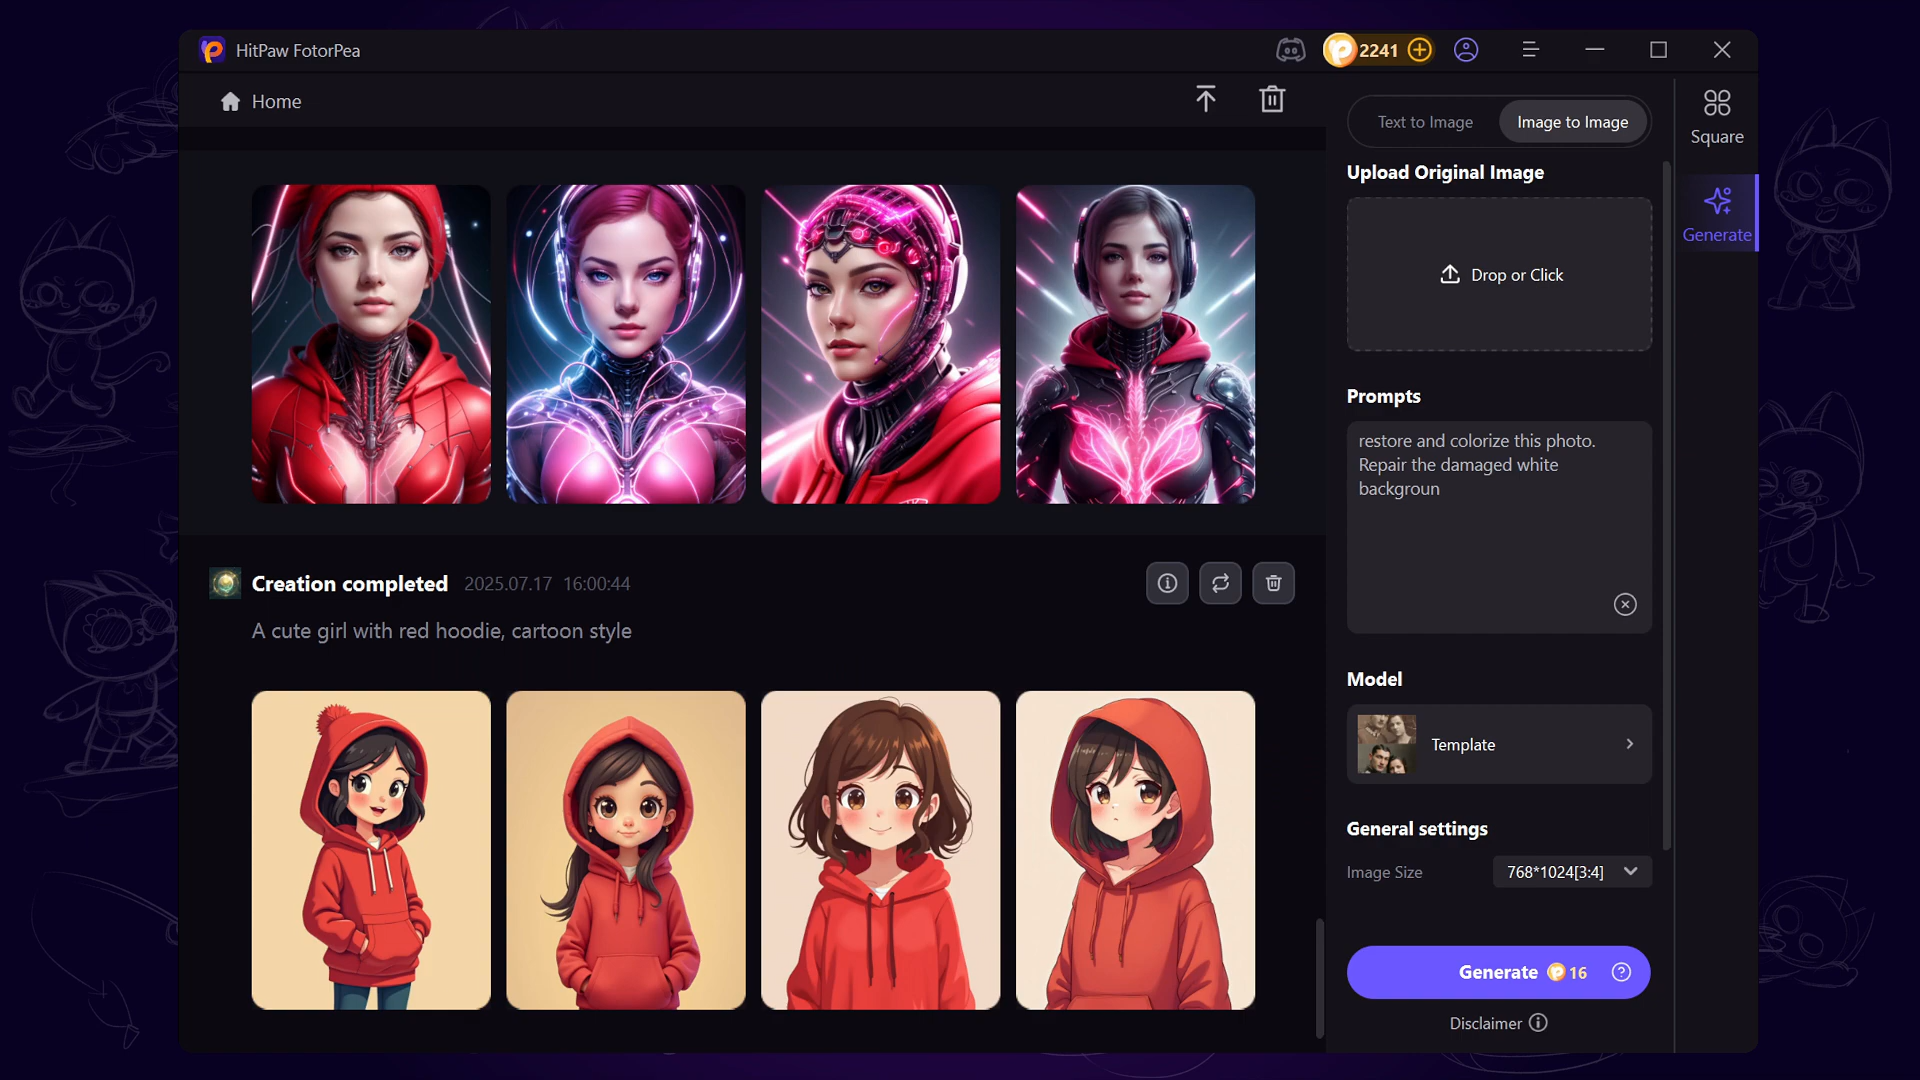 HitPaw FotorPea
2241
Home
Text to Image
Image to Image
Square
Upload Original Image
Generate
Drop or Click
Prompts
restore and colorize this photo.
Repair the damaged white
backgroun
Creation completed 2025.07.17 16:00:44
A cute girl with red hoodie, cartoon style
Model
Template
General settings
Image Size 768*1024[3:4]
Generate 16
Disclaimer